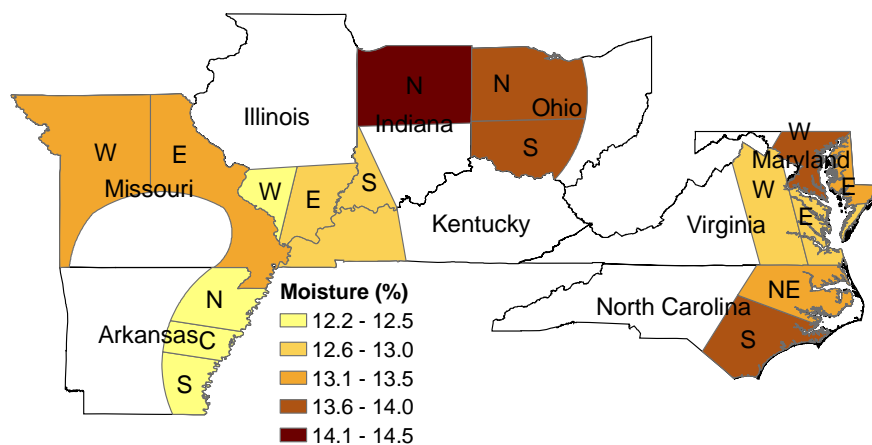 N
N
Ohio
Illinois
Indiana
W
W
E
S
Maryland
Missouri
W
E
S
W
E
E
Kentucky
Virginia
N
Moisture (%)
NE
12.2 - 12.5
North Carolina
Arkansas
C
12.6 - 13.0
S
13.1 - 13.5
S
13.6 - 14.0
14.1 - 14.5